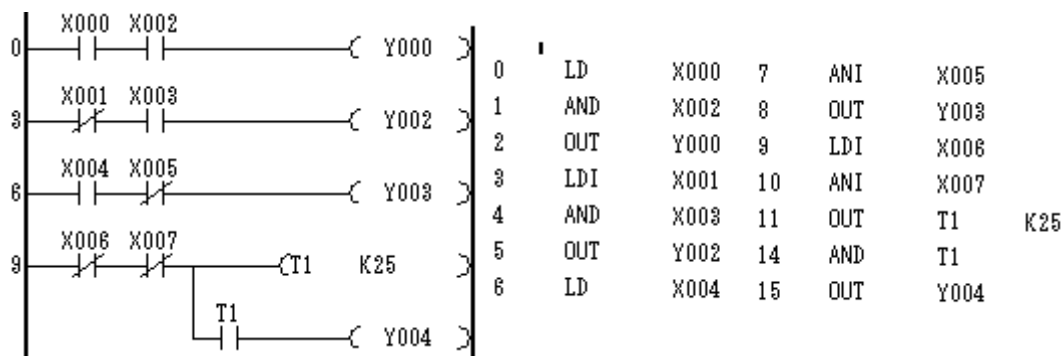 X000 X002
0 Y000
X001 X003
3 Y002
X004 X005
6 Y003
X006 X007
9 T1 K25
T1
Y004
0 LD X000 7 ANI X005
1 AND X002 8 OUT Y003
2 OUT Y000 9 LDI X006
3 LDI X001 10 ANI X007
4 AND X003 11 OUT T1 K25
5 OUT Y002 14 AND T1
6 LD X004 15 OUT Y004